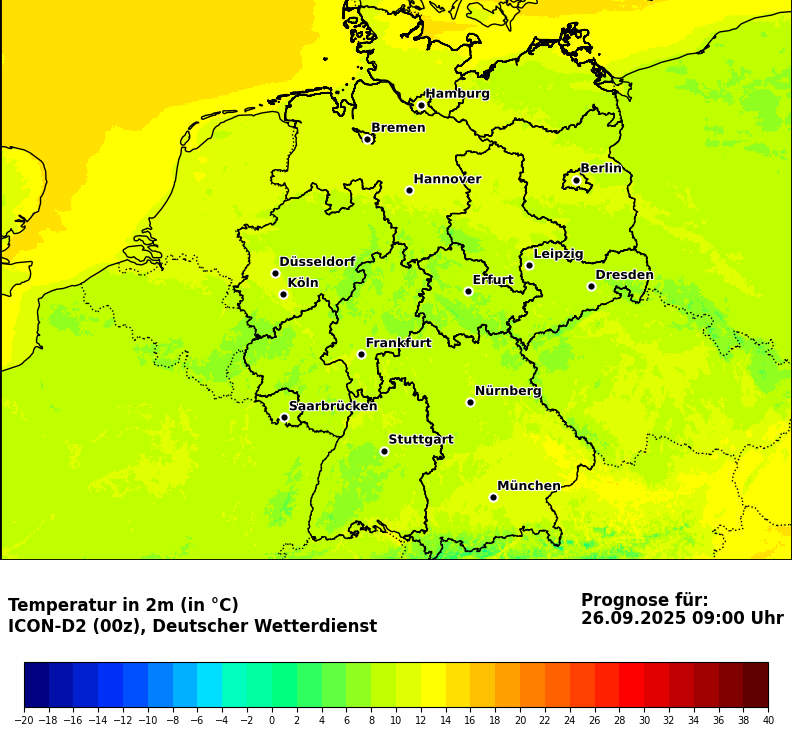 Hamburg
Bremen
Berlin
Hannover
Leipzig
Düsseldorf
Dresden
Köln
Erfurt
Frankfurt
Nürnberg
Saarbrücken
Stuttgart
München
Temperatur in 2m (in °C)
ICON-D2 (00z), Deutscher Wetterdienst
Prognose für:
26.09.2025 09:00 Uhr
−20 −18 −16 −14 −12 −10 −8 −6 −4 −2 0 2 4 6 8 10 12 14 16 18 20 22 24 26 28 30 32 34 36 38 40